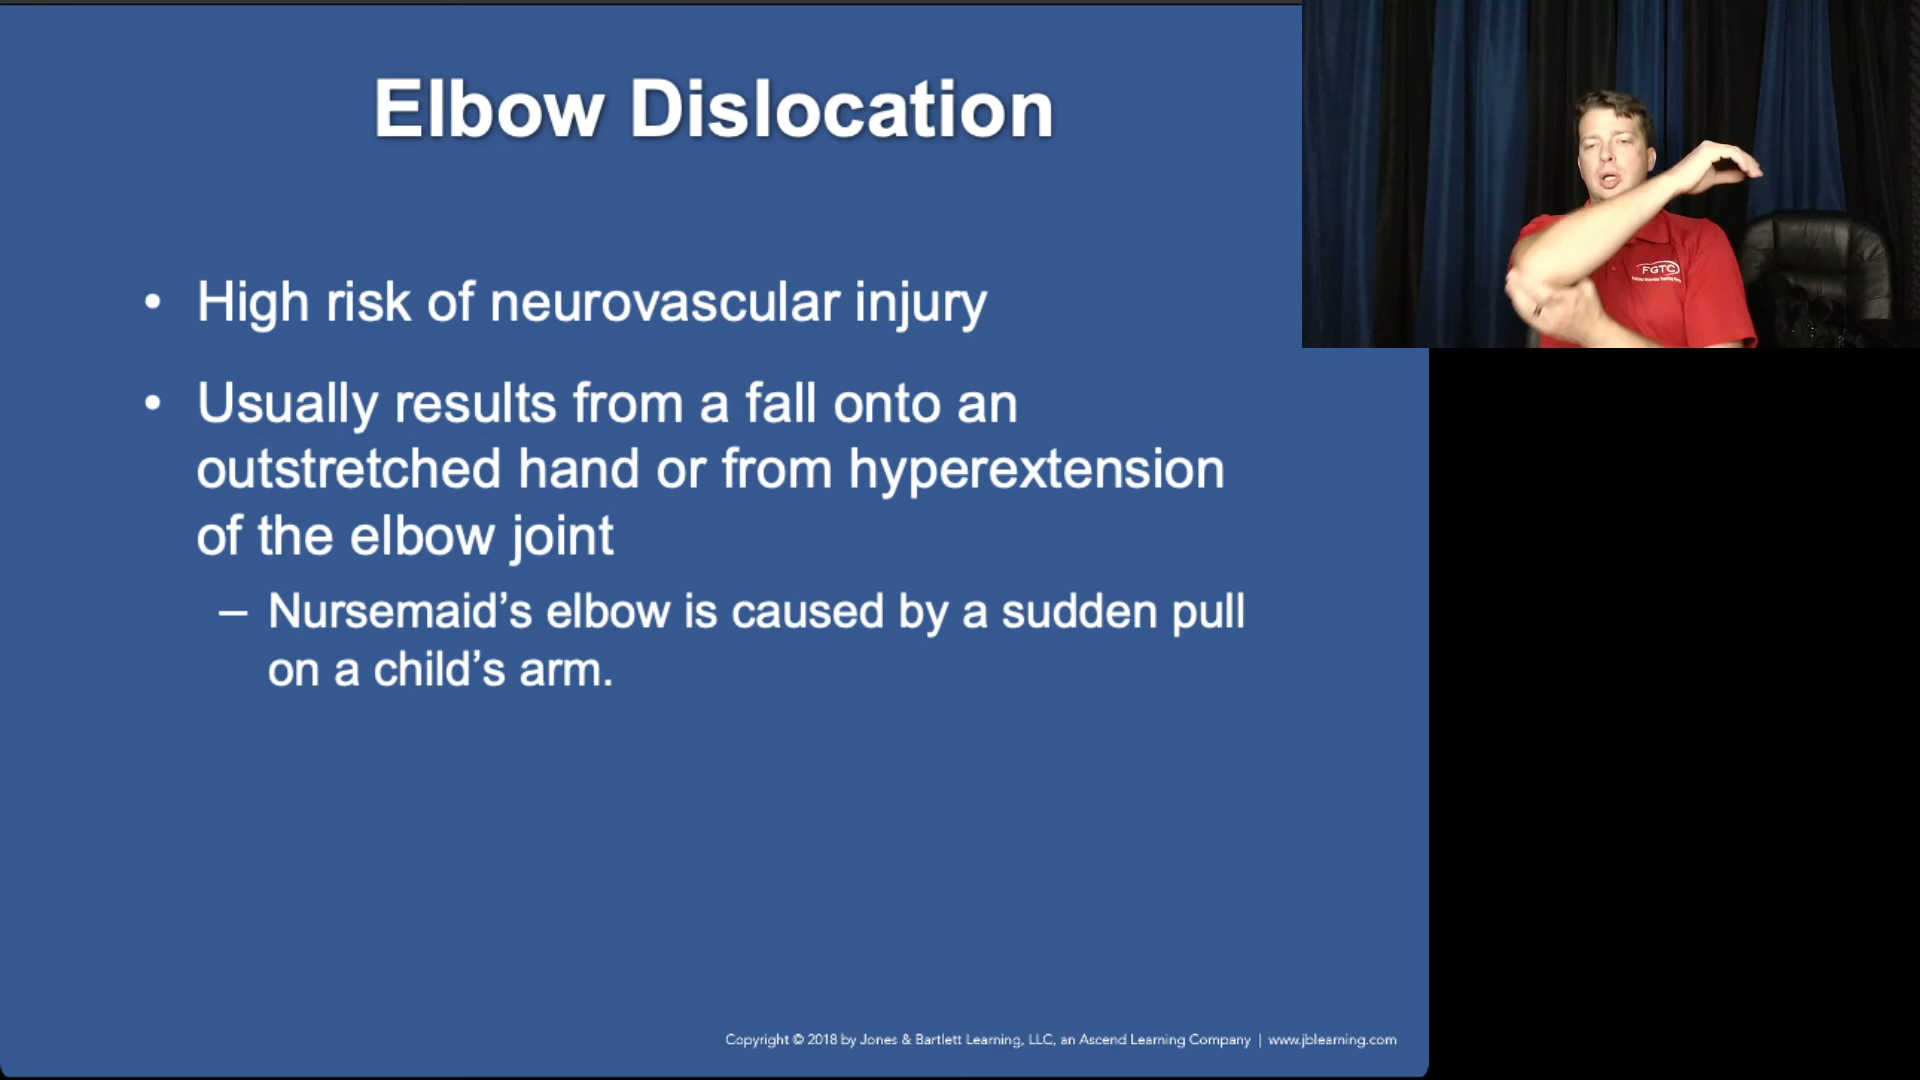 Elbow Dislocation
• High risk of neurovascular injury
• Usually results from a fall onto an
outstretched hand or from hyperextension
of the elbow joint
– Nursemaid’s elbow is caused by a sudden pull
on a child’s arm.
Copyright © 2018 by Jones & Bartlett Learning, LLC, an Ascend Learning Company | www.jblearning.com
FGTC